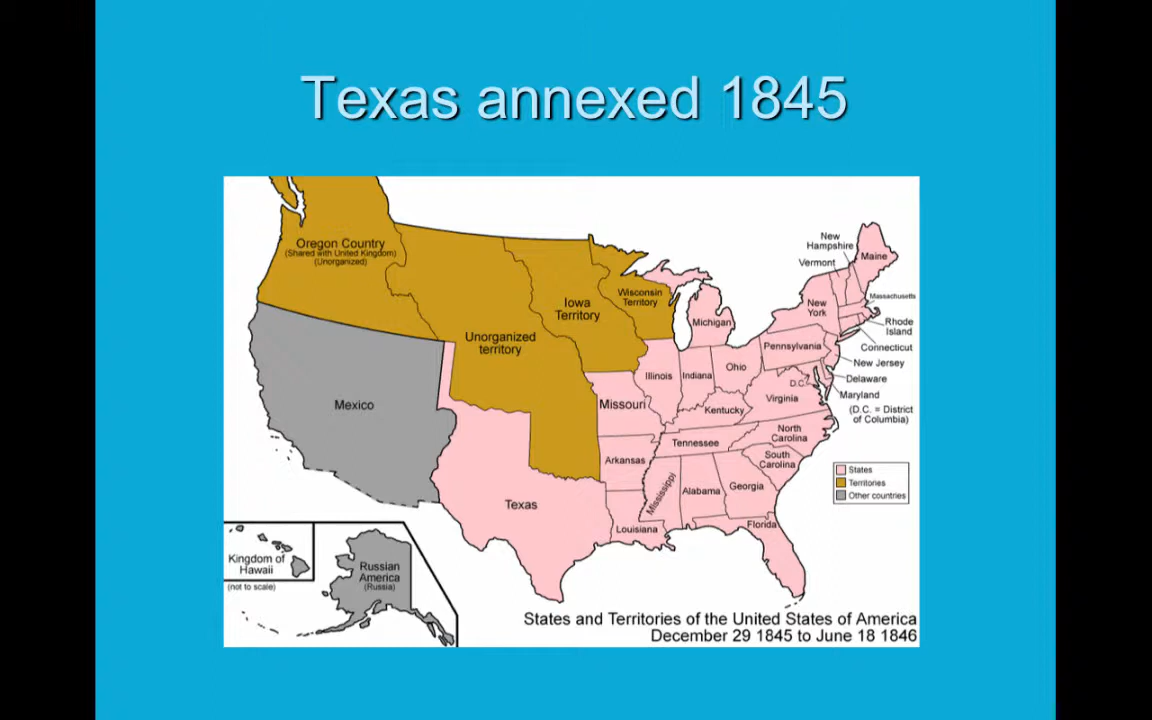 Texas annexed 1845
Oregon Country
(Shared with United Kingdom)
(Unorganized)
Unorganized
territory
Iowa
Territory
Wisconsin
Territory
Mexico
Texas
Missouri
Arkansas
Louisiana
Illinois
Indiana
Ohio
Michigan
Kentucky
Tennessee
Mississippi
Alabama
Georgia
Florida
South
Carolina
North
Carolina
Virginia
D.C.
Pennsylvania
New
York
Vermont
New
Hampshire
Maine
Massachusetts
Rhode
Island
Connecticut
New Jersey
Delaware
Maryland
(D.C. = District
of Columbia)
States
Territories
Other countries
Kingdom of
Hawaii
(not to scale)
Russian
America
(Russia)
States and Territories of the United States of America
December 29 1845 to June 18 1846